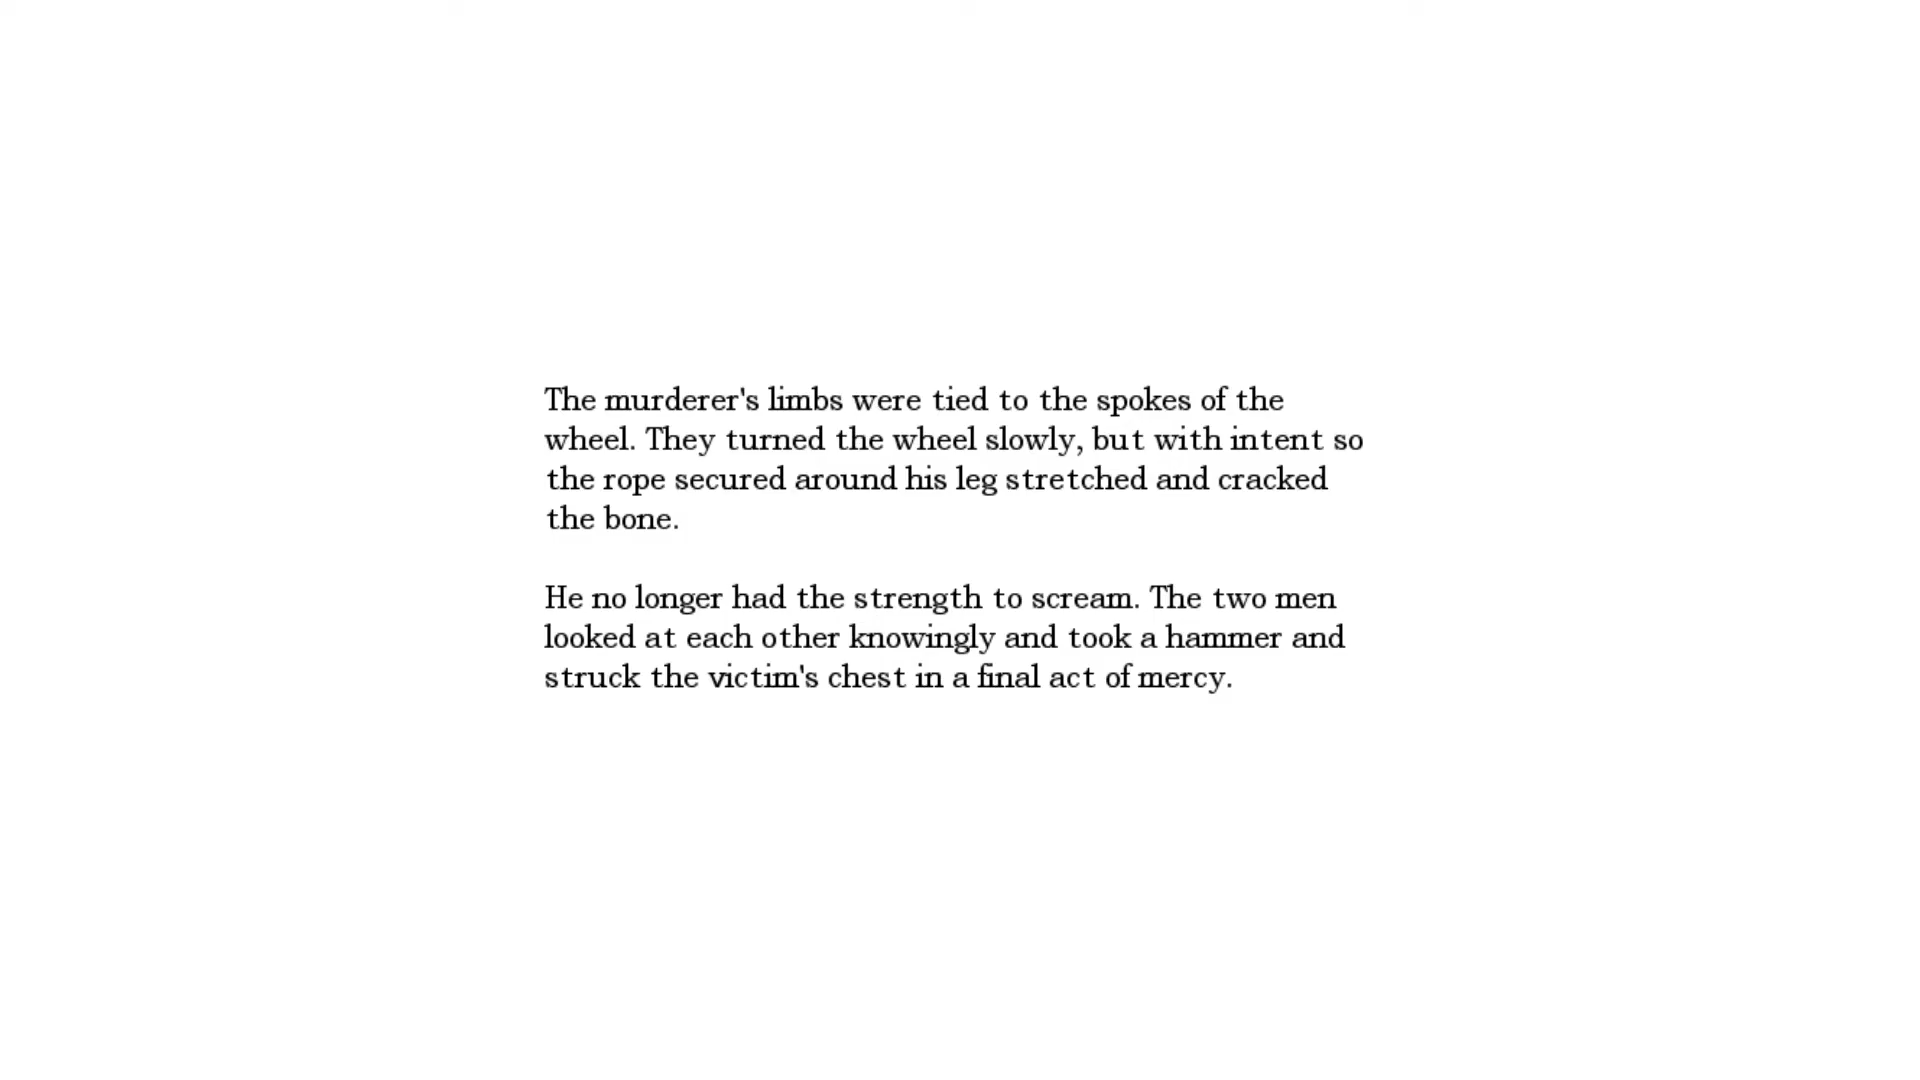 The murderer's limbs were tied to the spokes of the
wheel. They turned the wheel slowly, but with intent so
the rope secured around his leg stretched and cracked
the bone.
He no longer had the strength to scream. The two men
looked at each other knowingly and took a hammer and
struck the victim's chest in a final act of mercy.